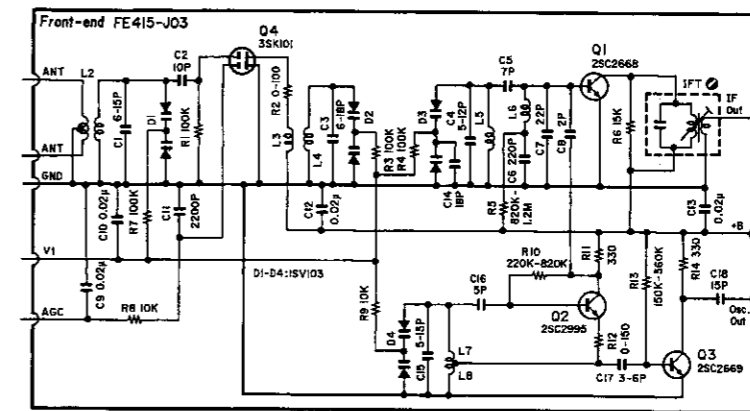 Front-end FE415-J03
Q4
3SK101
Q1
2SC2668
ANT
L2
C2
10P
R2 0-100
C3
6-18P
D2
D3
C4
5-12P
C5
7P
L5
L6
IFT
IF
Out
C1
6-15P
D1
R1 100K
L3
L4
R3 100K
R4 100K
C6 220P
C7 22P
C8 2P
R6 15K
ANT
GND
C10 0.02μ
R7 100K
C11
2200P
C12
0.02μ
C14
18P
R5
820K-
1.2M
C13
0.02μ
+B
V1
C9 0.02μ
D1-D4:1SV103
R10
220K-820K
R11
330
R13
150K-560K
R14 330
C18
15P
AGC
R8 10K
R9 10K
D4
C15
5-15P
C16
5P
L7
L8
Q2
2SC2995
R12
0-150
C17 3-6P
Q3
2SC2669
Osc.
Out